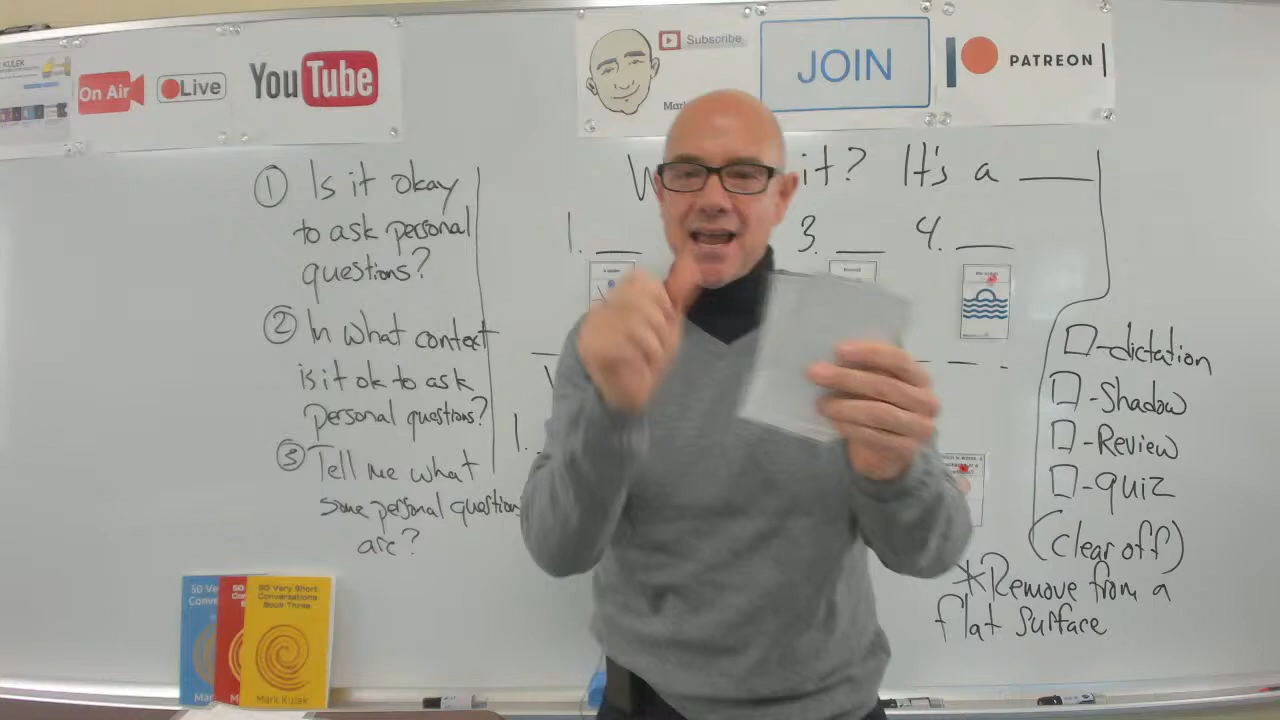 KULEK
On Air
Live
YouTube
Subscribe
Mark
JOIN
PATREON
① Is it okay
to ask personal
questions?
② In what context
is it ok to ask
personal questions?
③ Tell me what
some personal questions
are?
it? It's a ___
1. ___
3. ___
4. ___
1.
□-dictation
□-Shadow
□-Review
□-quiz
(clear off)
*Remove from a
flat surface
50 Very Short
Conversations
Book Three
Mark Kulek